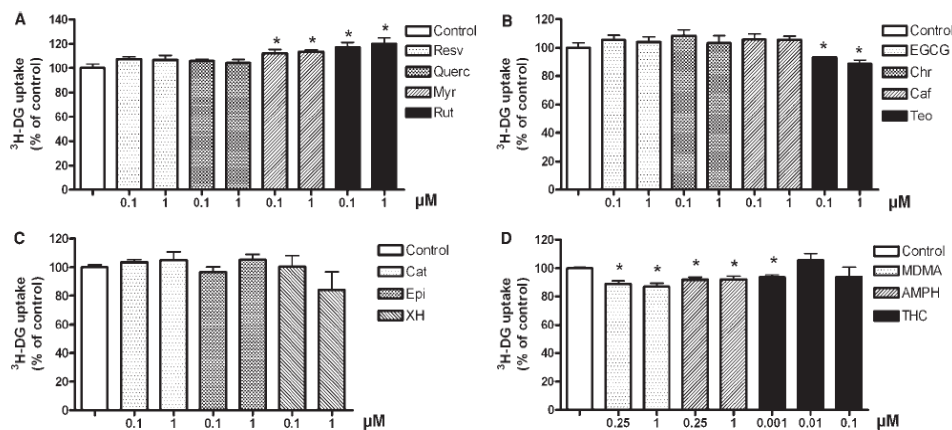 A
³H-DG uptake
(% of control)
140
120
100
80
60
40
20
0
* * * *
0.1 1 0.1 1 0.1 1 0.1 1 µM
Control
Resv
Querc
Myr
Rut
B
³H-DG uptake
(% of control)
120
100
80
60
40
20
0
* *
0.1 1 0.1 1 0.1 1 0.1 1 µM
Control
EGCG
Chr
Caf
Teo
C
³H-DG uptake
(% of control)
120
100
80
60
40
20
0
0.1 1 0.1 1 0.1 1 µM
Control
Cat
Epi
XH
D
³H-DG uptake
(% of control)
120
100
80
60
40
20
0
* * * * *
0.25 1 0.25 1 0.001 0.01 0.1 µM
Control
MDMA
AMPH
THC